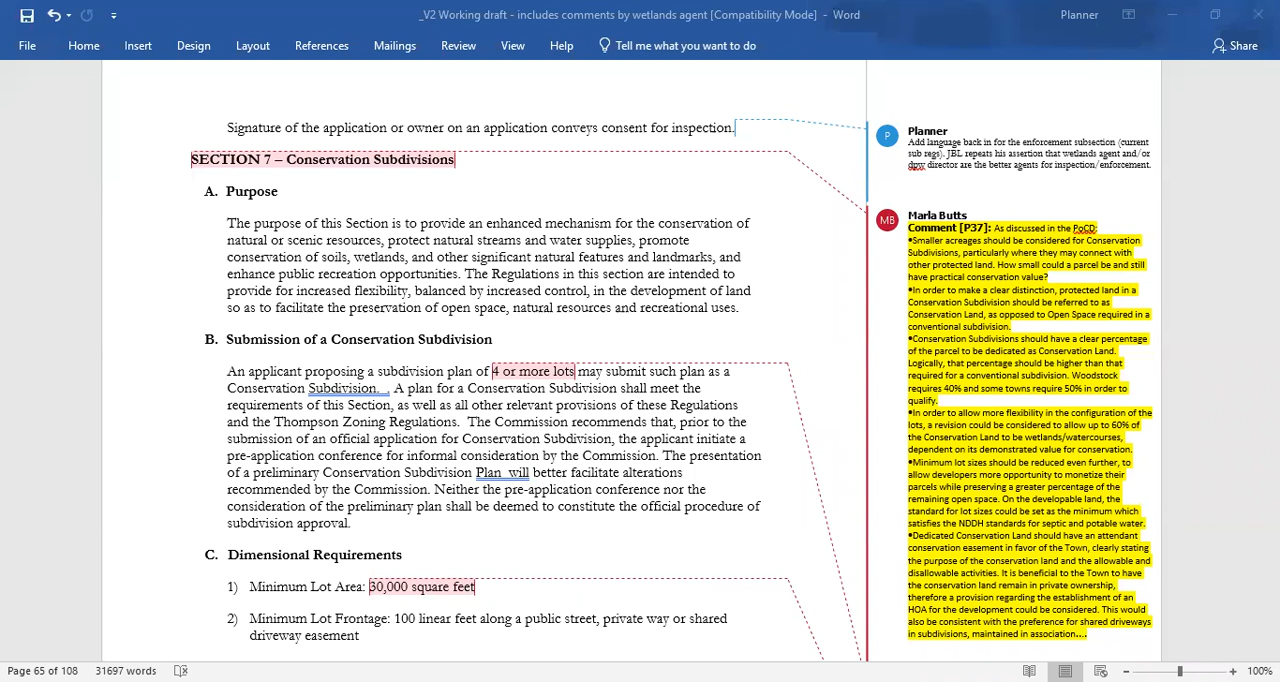 _V2 Working draft - includes comments by wetlands agent [Compatibility Mode] - Word
Planner
File Home Insert Design Layout References Mailings Review View Help Tell me what you want to do Share
Signature of the application or owner on an application conveys consent for inspection.
SECTION 7 – Conservation Subdivisions
A. Purpose
The purpose of this Section is to provide an enhanced mechanism for the conservation of
natural or scenic resources, protect natural streams and water supplies, promote
conservation of soils, wetlands, and other significant natural features and landmarks, and
enhance public recreation opportunities. The Regulations in this section are intended to
provide for increased flexibility, balanced by increased control, in the development of land
so as to facilitate the preservation of open space, natural resources and recreational uses.
B. Submission of a Conservation Subdivision
An applicant proposing a subdivision plan of 4 or more lots may submit such plan as a
Conservation Subdivision. . A plan for a Conservation Subdivision shall meet the
requirements of this Section, as well as all other relevant provisions of these Regulations
and the Thompson Zoning Regulations. The Commission recommends that, prior to the
submission of an official application for Conservation Subdivision, the applicant initiate a
pre-application conference for informal consideration by the Commission. The presentation
of a preliminary Conservation Subdivision Plan will better facilitate alterations
recommended by the Commission. Neither the pre-application conference nor the
consideration of the preliminary plan shall be deemed to constitute the official procedure of
subdivision approval.
C. Dimensional Requirements
1) Minimum Lot Area: 30,000 square feet
2) Minimum Lot Frontage: 100 linear feet along a public street, private way or shared
driveway easement
P
Planner
Add language back in for the enforcement subsection (current
sub regs). JBL repeats his assertion that wetlands agent and/or
dpw director are the better agents for inspection/enforcement.
MB
Marla Butts
Comment [P37]: As discussed in the PoCD:
•Smaller acreages should be considered for Conservation
Subdivisions, particularly where they may connect with
other protected land. How small could a parcel be and still
have practical conservation value?
•In order to make a clear distinction, protected land in a
Conservation Subdivision should be referred to as
Conservation Land, as opposed to Open Space required in a
conventional subdivision.
•Conservation Subdivisions should have a clear percentage
of the parcel to be dedicated as Conservation Land.
Logically, that percentage should be higher than that
required for a conventional subdivision. Woodstock
requires 40% and some towns require 50% in order to
qualify.
•In order to allow more flexibility in the configuration of the
lots, a revision could be considered to allow up to 60% of
the Conservation Land to be wetlands/watercourses,
dependent on its demonstrated value for conservation.
•Minimum lot sizes should be reduced even further, to
allow developers more opportunity to monetize their
parcels while preserving a greater percentage of the
remaining open space. On the developable land, the
standard for lot sizes could be set as the minimum which
satisfies the NDDH standards for septic and potable water.
•Dedicated Conservation Land should have an attendant
conservation easement in favor of the Town, clearly stating
the purpose of the conservation land and the allowable and
disallowable activities. It is beneficial to the Town to have
the conservation land remain in private ownership,
therefore a provision regarding the establishment of an
HOA for the development could be considered. This would
also be consistent with the preference for shared driveways
in subdivisions, maintained in association....
Page 65 of 108 31697 words 100%